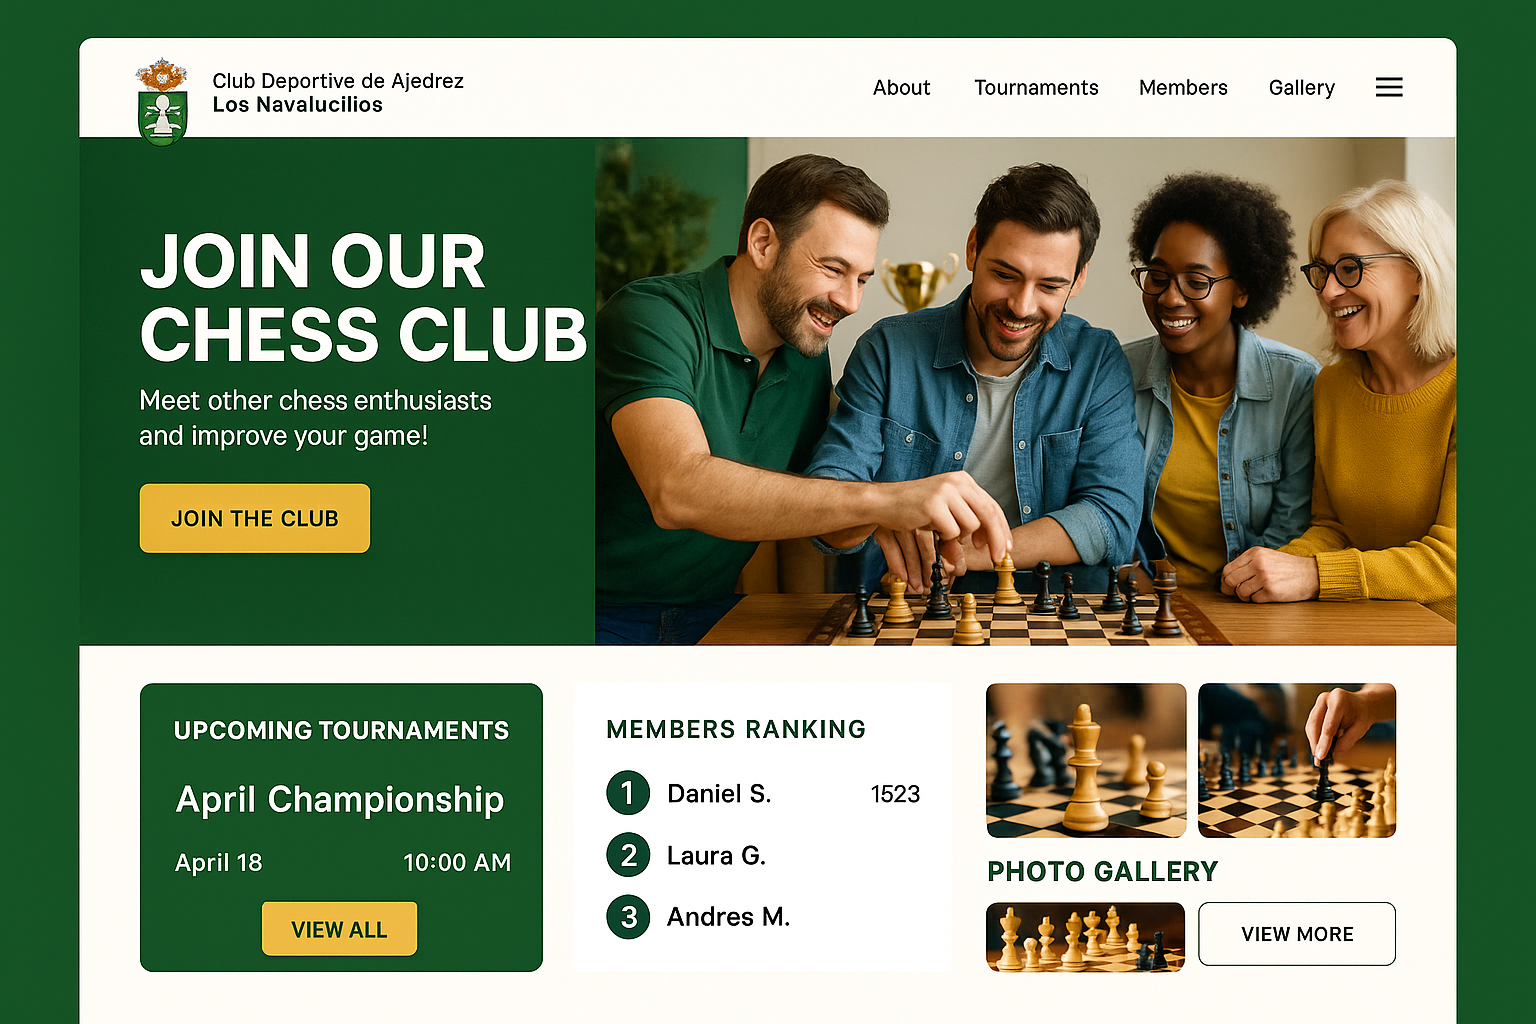 Club Deportive de Ajedrez
Los Navalucilios
About
Tournaments
Members
Gallery
JOIN OUR
CHESS CLUB
Meet other chess enthusiasts
and improve your game!
JOIN THE CLUB
UPCOMING TOURNAMENTS
April Championship
April 18 10:00 AM
VIEW ALL
MEMBERS RANKING
1 Daniel S. 1523
2 Laura G.
3 Andres M.
PHOTO GALLERY
VIEW MORE